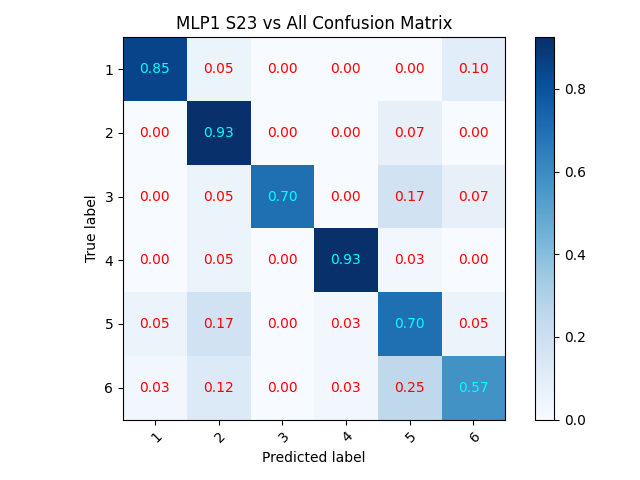 MLP1 S23 vs All Confusion Matrix
True label
1 0.85 0.05 0.00 0.00 0.00 0.10
2 0.00 0.93 0.00 0.00 0.07 0.00
3 0.00 0.05 0.70 0.00 0.17 0.07
4 0.00 0.05 0.00 0.93 0.03 0.00
5 0.05 0.17 0.00 0.03 0.70 0.05
6 0.03 0.12 0.00 0.03 0.25 0.57
1 2 3 4 5 6
Predicted label
0.8
0.6
0.4
0.2
0.0